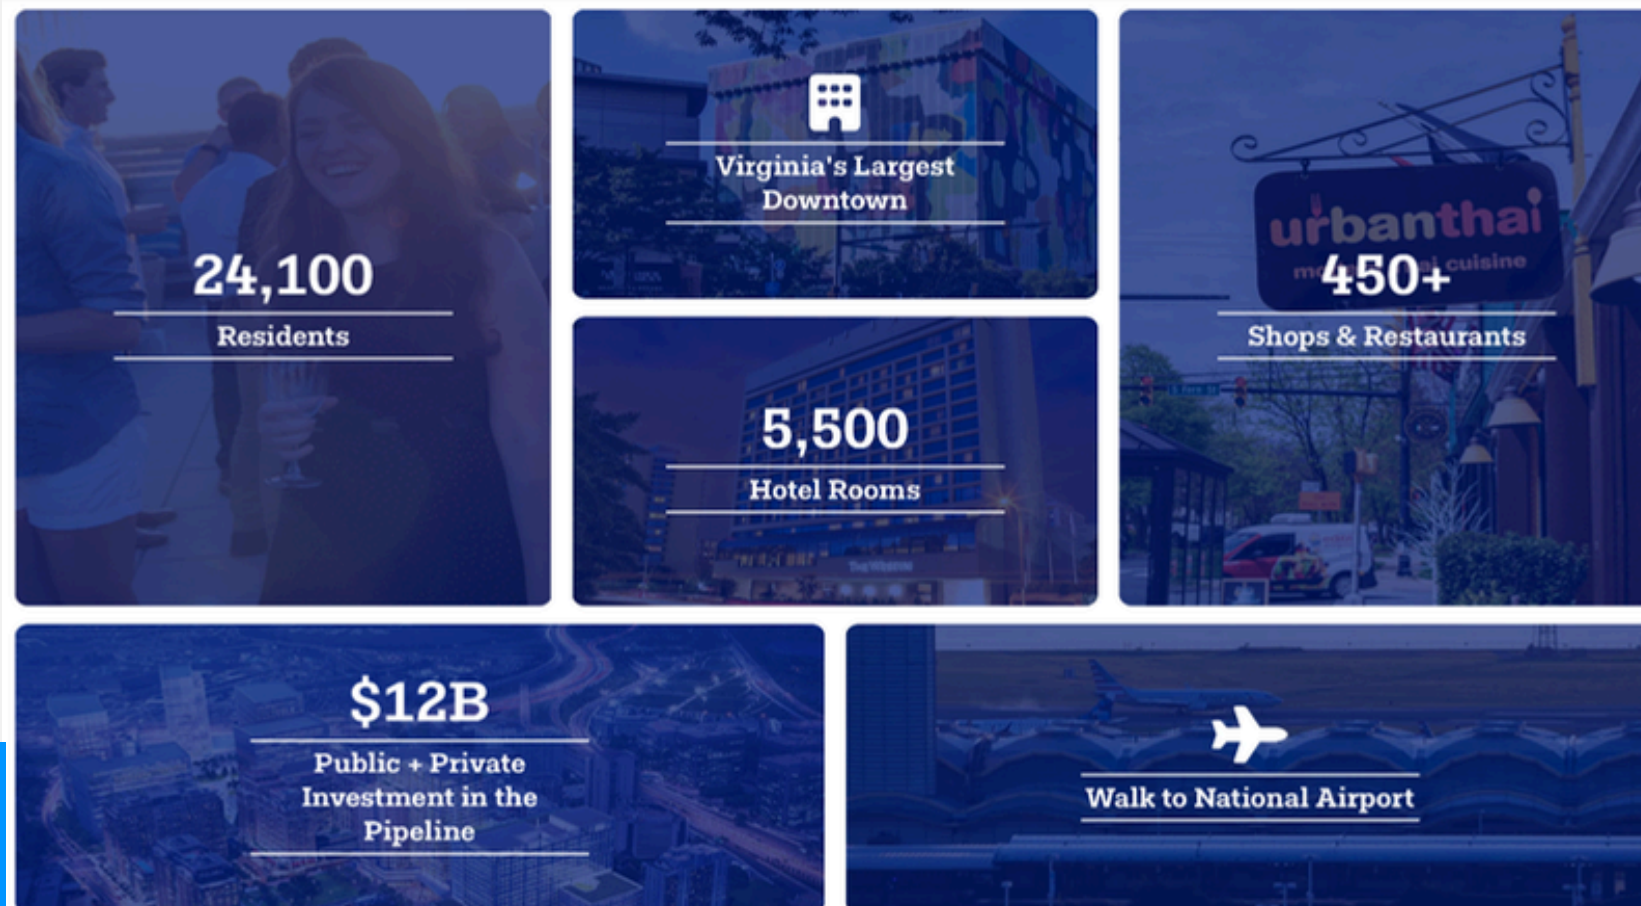 24,100
Residents
Virginia's Largest
Downtown
5,500
Hotel Rooms
urbanthai
cuisine
450+
Shops & Restaurants
$12B
Public + Private
Investment in the
Pipeline
Walk to National Airport